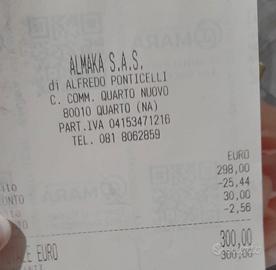 ALMAKA S.A.S.
di ALFREDO PONTICELLI
C. COMM. QUARTO NUOVO
80010 QUARTO (NA)
PART.IVA 04153471216
TEL. 081 8062859
EURO
298,00
-25,44
30,00
-2,56
LE EURO 300,00
300,00